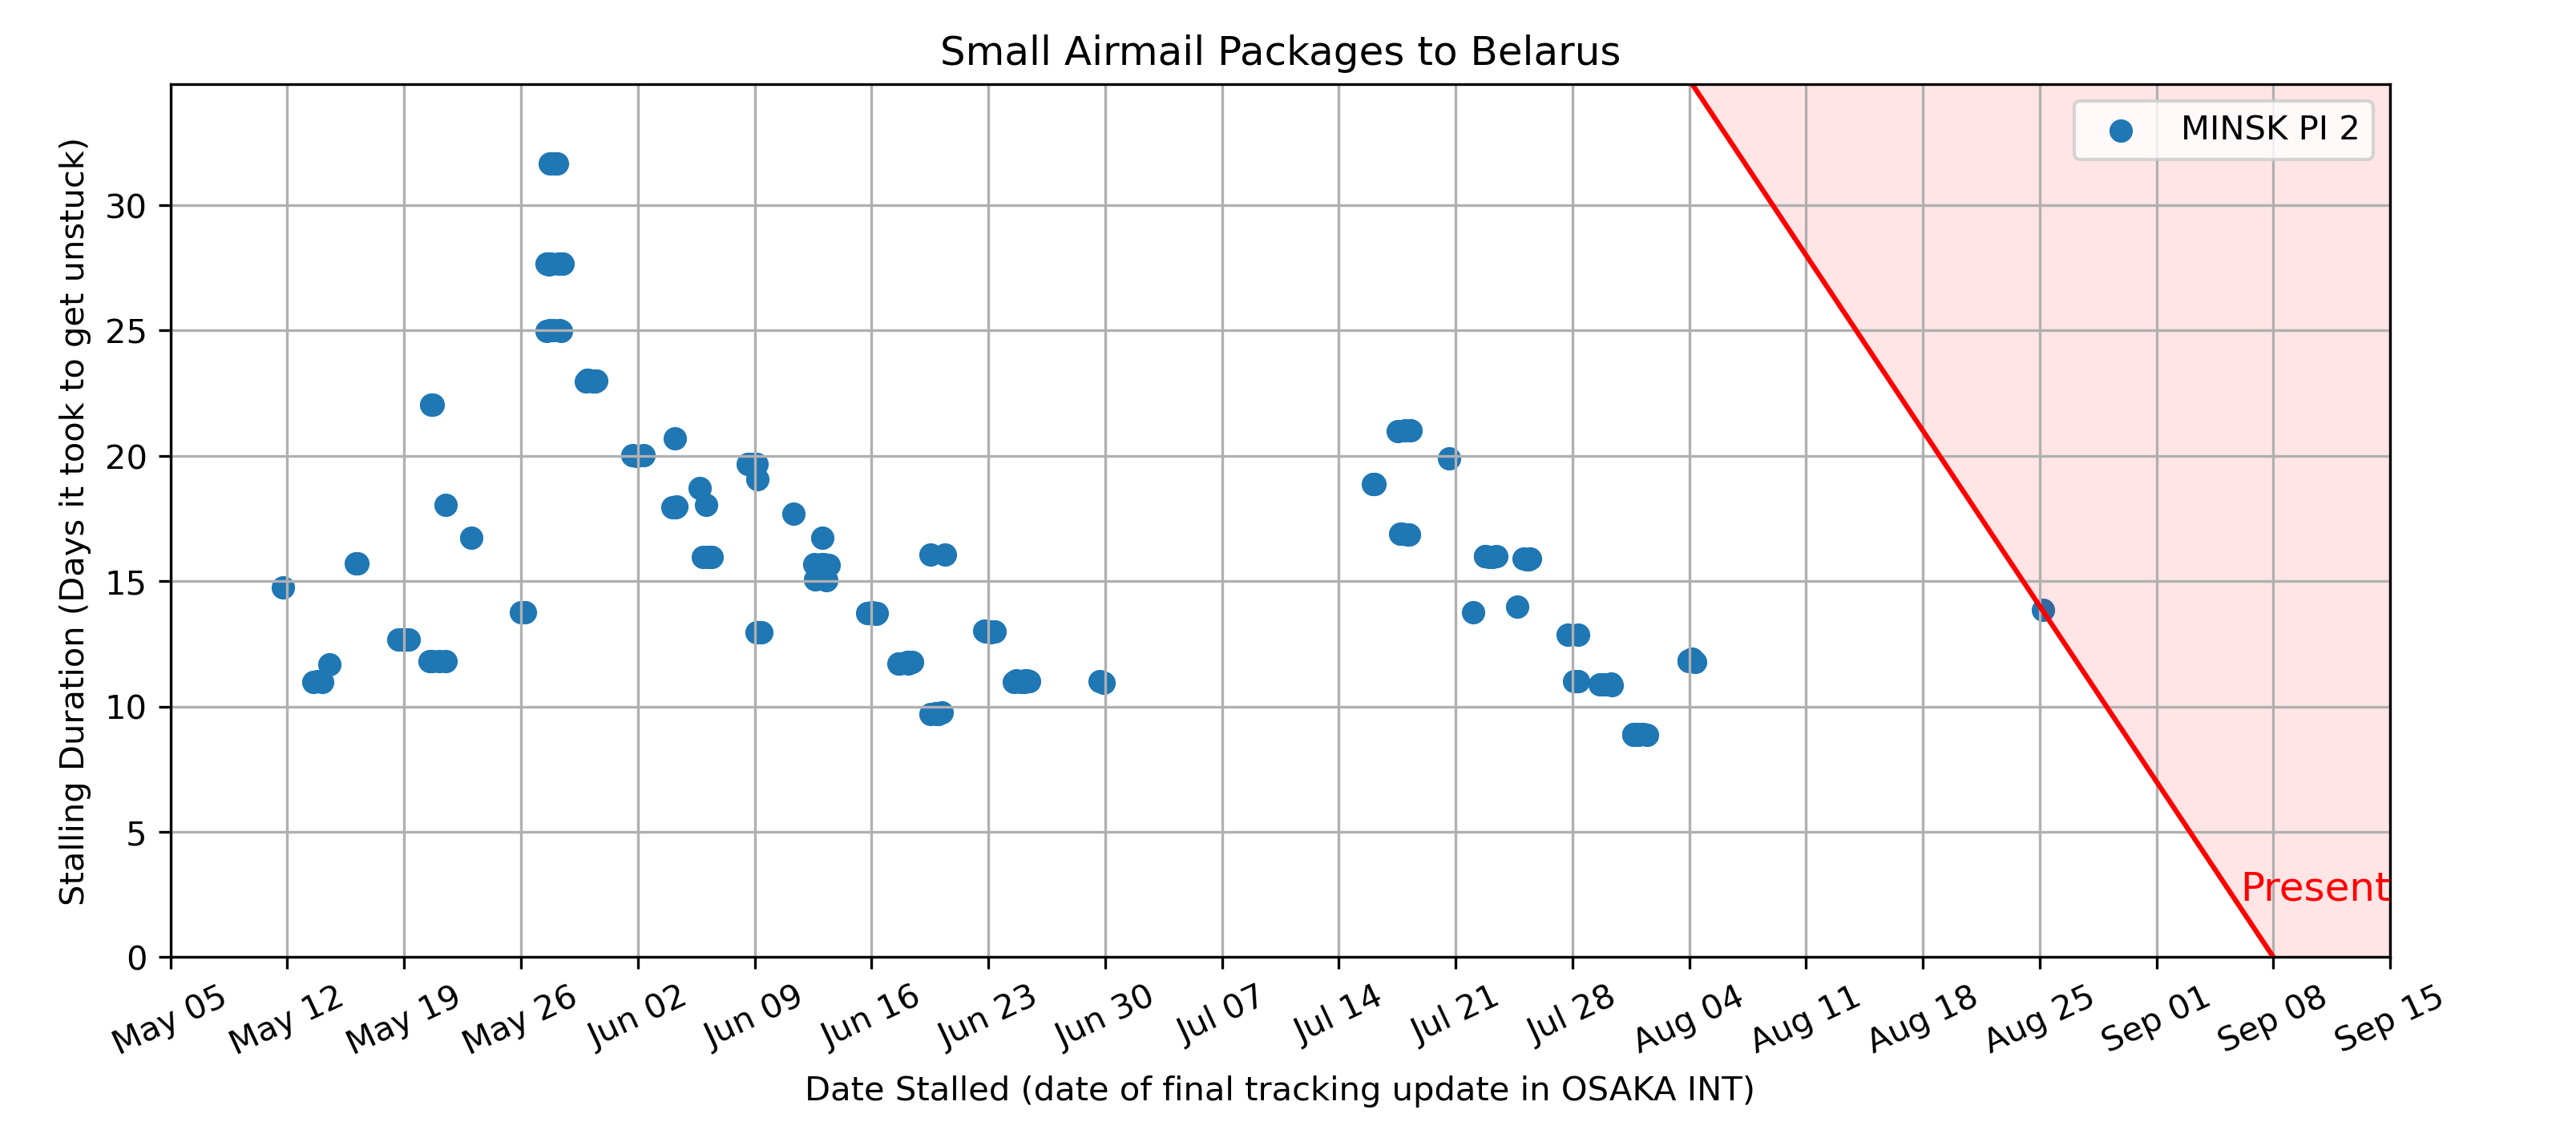 Small Airmail Packages to Belarus
MINSK PI 2
Stalling Duration (Days it took to get unstuck)
30
25
20
15
10
5
0
Present
May 05
May 12
May 19
May 26
Jun 02
Jun 09
Jun 16
Jun 23
Jun 30
Jul 07
Jul 14
Jul 21
Jul 28
Aug 04
Aug 11
Aug 18
Aug 25
Sep 01
Sep 08
Sep 15
Date Stalled (date of final tracking update in OSAKA INT)